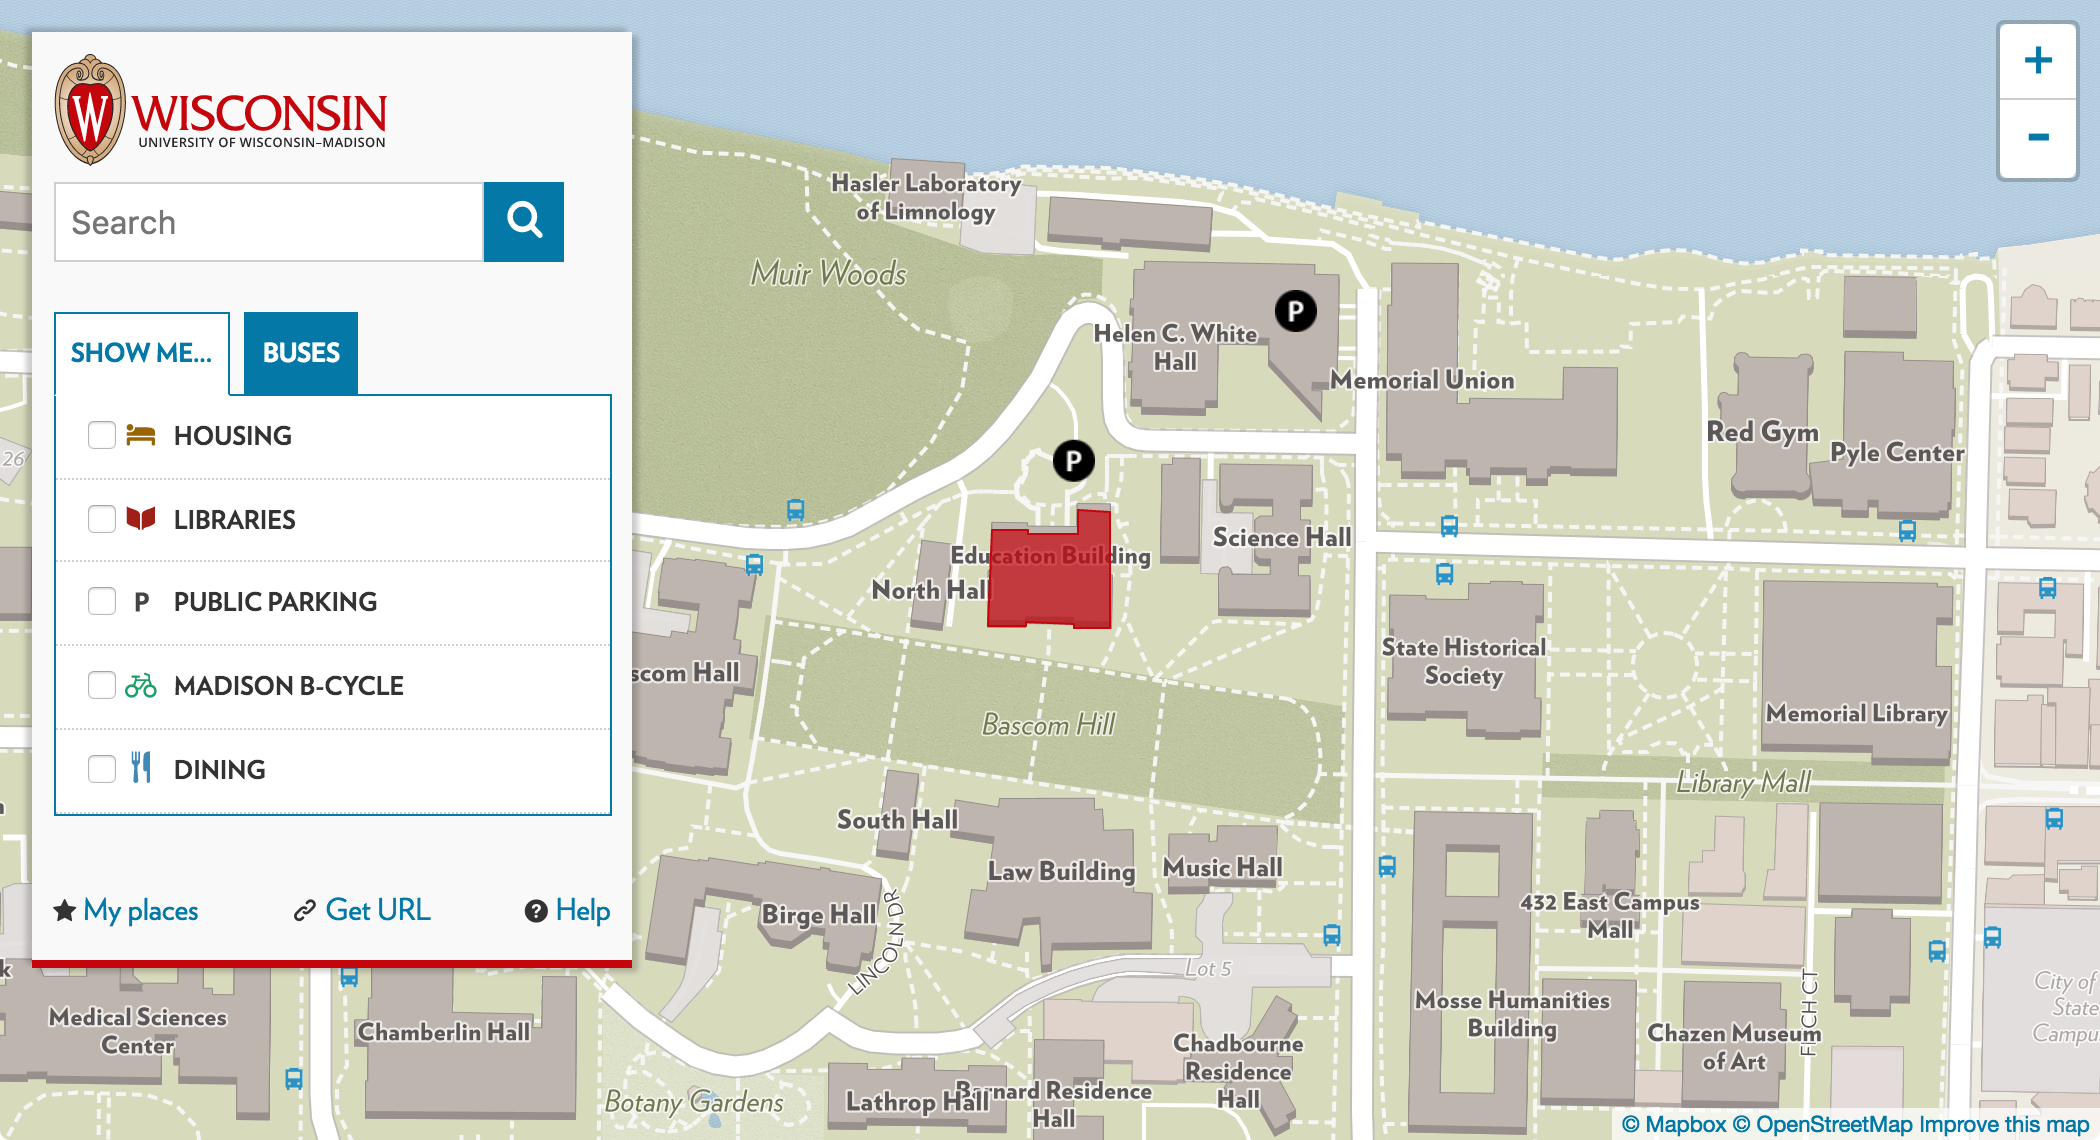 WISCONSIN
UNIVERSITY OF WISCONSIN–MADISON
Search
SHOW ME...
BUSES
HOUSING
LIBRARIES
P PUBLIC PARKING
MADISON B-CYCLE
DINING
My places
Get URL
? Help
+
−
Hasler Laboratory
of Limnology
Muir Woods
P
Helen C. White
Hall
Memorial Union
Red Gym
Pyle Center
P
26
Science Hall
Education Building
North Hall
State Historical
Society
scom Hall
Bascom Hill
Memorial Library
Library Mall
South Hall
Law Building
Music Hall
Birge Hall
LINCOLN DR
432 East Campus
Mall
Lot 5
City of
State
Campu
Medical Sciences
Center
Chamberlin Hall
Mosse Humanities
Building
Chazen Museum
of Art
Chadbourne
Residence
Hall
Botany Gardens
Lathrop Hall
Barnard Residence
Hall
© Mapbox © OpenStreetMap Improve this map